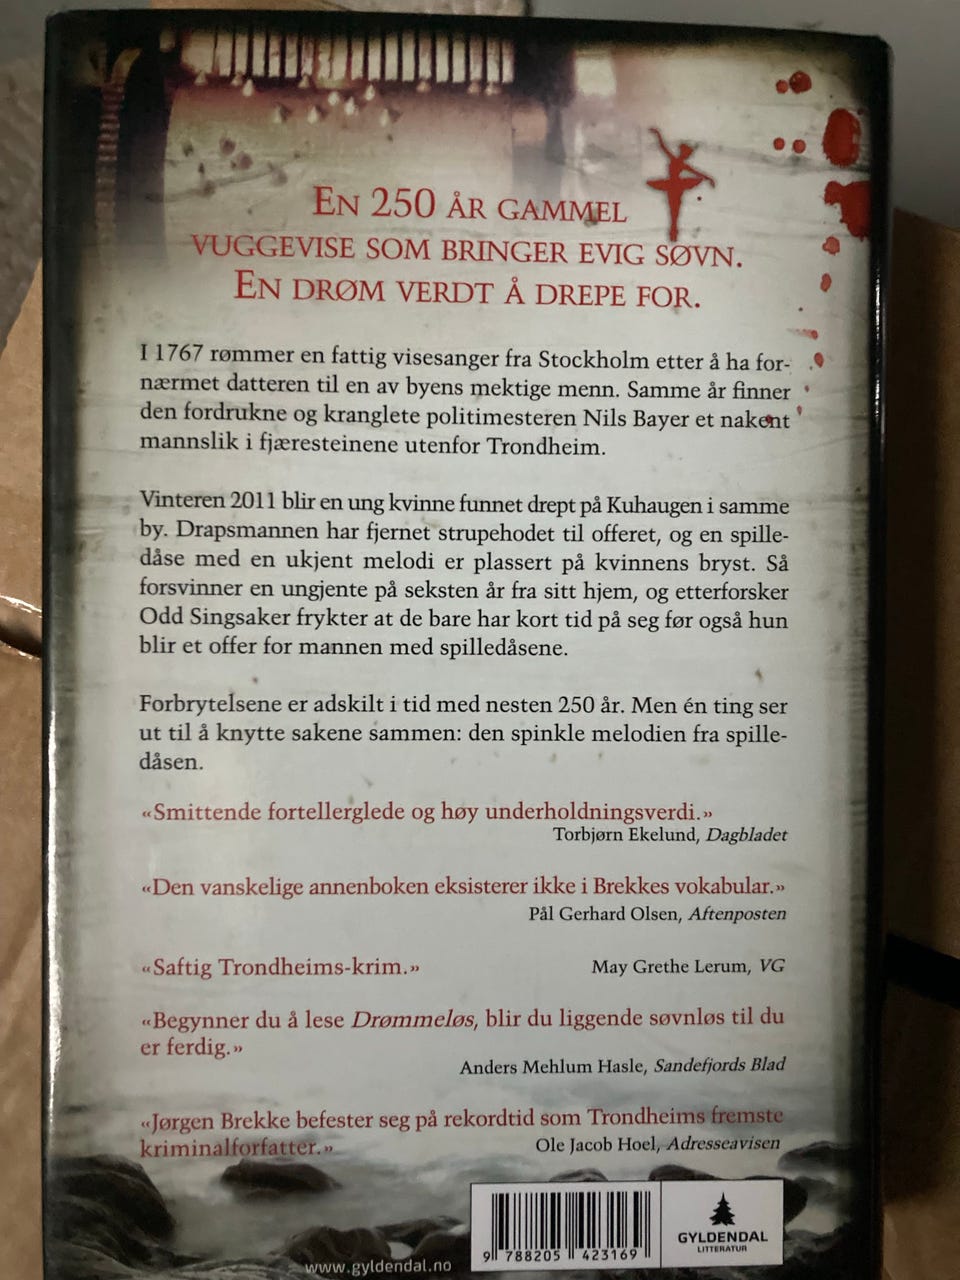 En 250 år gammel
vuggevise som bringer evig søvn.
En drøm verdt å drepe for.
I 1767 rømmer en fattig visesanger fra Stockholm etter å ha for-
nærmet datteren til en av byens mektige menn. Samme år finner
den fordrukne og kranglete politimesteren Nils Bayer et nakent
mannslik i fjæresteinene utenfor Trondheim.
Vinteren 2011 blir en ung kvinne funnet drept på Kuhaugen i samme
by. Drapsmannen har fjernet strupehodet til offeret, og en spille-
dåse med en ukjent melodi er plassert på kvinnens bryst. Så
forsvinner en ungjente på seksten år fra sitt hjem, og etterforsker
Odd Singsaker frykter at de bare har kort tid på seg før også hun
blir et offer for mannen med spilledåsene.
Forbrytelsene er adskilt i tid med nesten 250 år. Men én ting ser
ut til å knytte sakene sammen: den spinkle melodien fra spille-
dåsen.
«Smittende fortellerglede og høy underholdningsverdi.»
Torbjørn Ekelund, Dagbladet
«Den vanskelige annenboken eksisterer ikke i Brekkes vokabular.»
Pål Gerhard Olsen, Aftenposten
«Saftig Trondheims-krim.» May Grethe Lerum, VG
«Begynner du å lese Drømmeløs, blir du liggende søvnløs til du
er ferdig.»
Anders Mehlum Hasle, Sandefjords Blad
«Jørgen Brekke befester seg på rekordtid som Trondheims fremste
kriminalforfatter.» Ole Jacob Hoel, Adresseavisen
GYLDENDAL
LITTERATUR
9 788205 423169
www.gyldendal.no